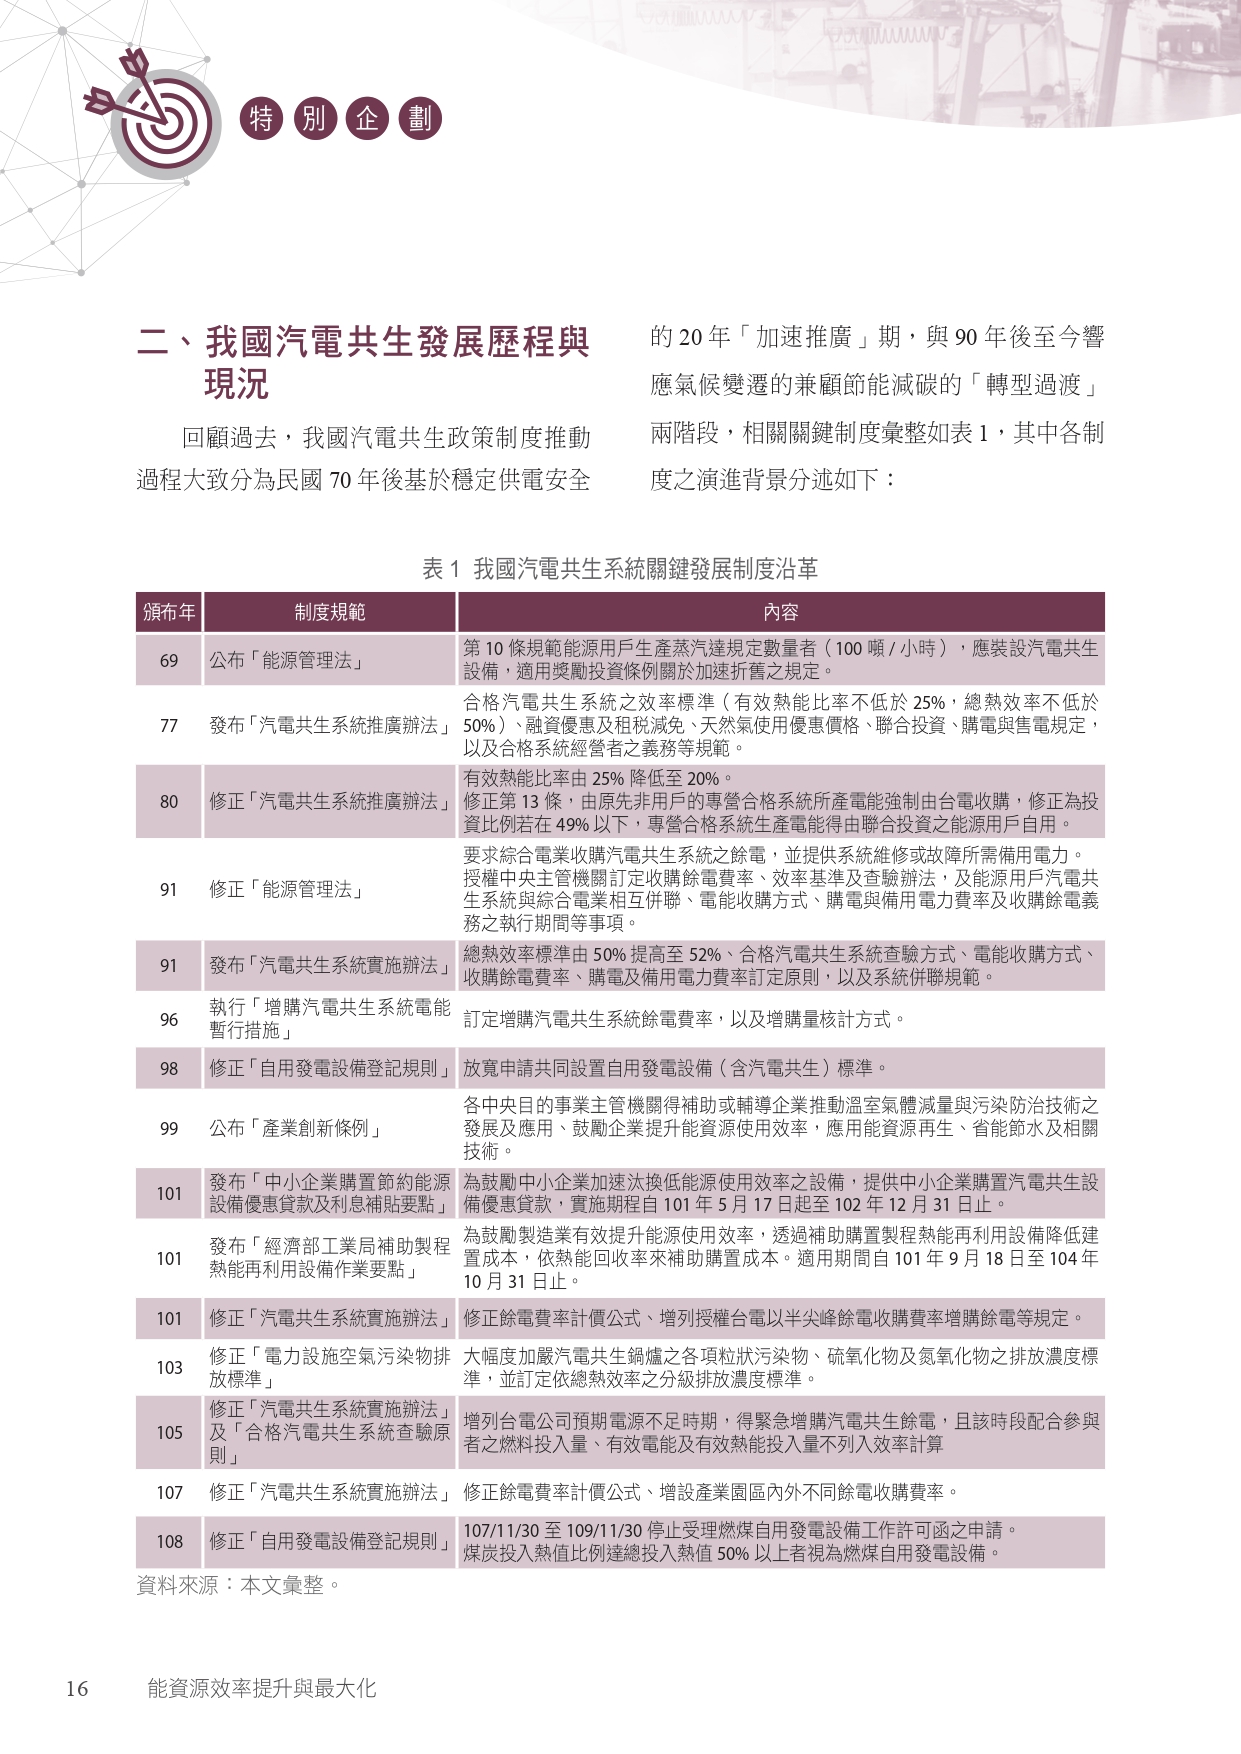 特別企劃
二、我國汽電共生發展歷程與
現況
回顧過去，我國汽電共生政策制度推動
過程大致分為民國 70 年後基於穩定供電安全
的 20 年「加速推廣」期，與 90 年後至今響
應氣候變遷的兼顧節能減碳的「轉型過渡」
兩階段，相關關鍵制度彙整如表 1，其中各制
度之演進背景分述如下：
表 1 我國汽電共生系統關鍵發展制度沿革
頒布年 制度規範 內容
69 公布「能源管理法」
第 10 條規範能源用戶生產蒸汽達規定數量者（100 噸 / 小時），應裝設汽電共生
設備，適用獎勵投資條例關於加速折舊之規定。
77 發布「汽電共生系統推廣辦法」
合格汽電共生系統之效率標準（有效熱能比率不低於 25%，總熱效率不低於
50%）、融資優惠及租稅減免、天然氣使用優惠價格、聯合投資、購電與售電規定，
以及合格系統經營者之義務等規範。
80 修正「汽電共生系統推廣辦法」
有效熱能比率由 25% 降低至 20%。
修正第 13 條，由原先非用戶的專營合格系統所產電能強制由台電收購，修正為投
資比例若在 49% 以下，專營合格系統生產電能得由聯合投資之能源用戶自用。
91 修正「能源管理法」
要求綜合電業收購汽電共生系統之餘電，並提供系統維修或故障所需備用電力。
授權中央主管機關訂定收購餘電費率、效率基準及查驗辦法，及能源用戶汽電共
生系統與綜合電業相互併聯、電能收購方式、購電與備用電力費率及收購餘電義
務之執行期間等事項。
91 發布「汽電共生系統實施辦法」
總熱效率標準由 50% 提高至 52%、合格汽電共生系統查驗方式、電能收購方式、
收購餘電費率、購電及備用電力費率訂定原則，以及系統併聯規範。
96 執行「增購汽電共生系統電能
暫行措施」
訂定增購汽電共生系統餘電費率，以及增購量核計方式。
98 修正「自用發電設備登記規則」 放寬申請共同設置自用發電設備（含汽電共生）標準。
99 公布「產業創新條例」
各中央目的事業主管機關得補助或輔導企業推動溫室氣體減量與污染防治技術之
發展及應用、鼓勵企業提升能資源使用效率，應用能資源再生、省能節水及相關
技術。
101 發布「中小企業購置節約能源
設備優惠貸款及利息補貼要點」
為鼓勵中小企業加速汰換低能源使用效率之設備，提供中小企業購置汽電共生設
備優惠貸款，實施期程自 101 年 5 月 17 日起至 102 年 12 月 31 日止。
101 發布「經濟部工業局補助製程
熱能再利用設備作業要點」
為鼓勵製造業有效提升能源使用效率，透過補助購置製程熱能再利用設備降低建
置成本，依熱能回收率來補助購置成本。適用期間自 101 年 9 月 18 日至 104 年
10 月 31 日止。
101 修正「汽電共生系統實施辦法」 修正餘電費率計價公式、增列授權台電以半尖峰餘電收購費率增購餘電等規定。
103 修正「電力設施空氣污染物排
放標準」
大幅度加嚴汽電共生鍋爐之各項粒狀污染物、硫氧化物及氮氧化物之排放濃度標
準，並訂定依總熱效率之分級排放濃度標準。
105 修正「汽電共生系統實施辦法」
及「合格汽電共生系統查驗原
則」
增列台電公司預期電源不足時期，得緊急增購汽電共生餘電，且該時段配合參與
者之燃料投入量、有效電能及有效熱能投入量不列入效率計算
107 修正「汽電共生系統實施辦法」 修正餘電費率計價公式、增設產業園區內外不同餘電收購費率。
108 修正「自用發電設備登記規則」
107/11/30 至 109/11/30 停止受理燃煤自用發電設備工作許可函之申請。
煤炭投入熱值比例達總投入熱值 50% 以上者視為燃煤自用發電設備。
資料來源：本文彙整。
16 能資源效率提升與最大化